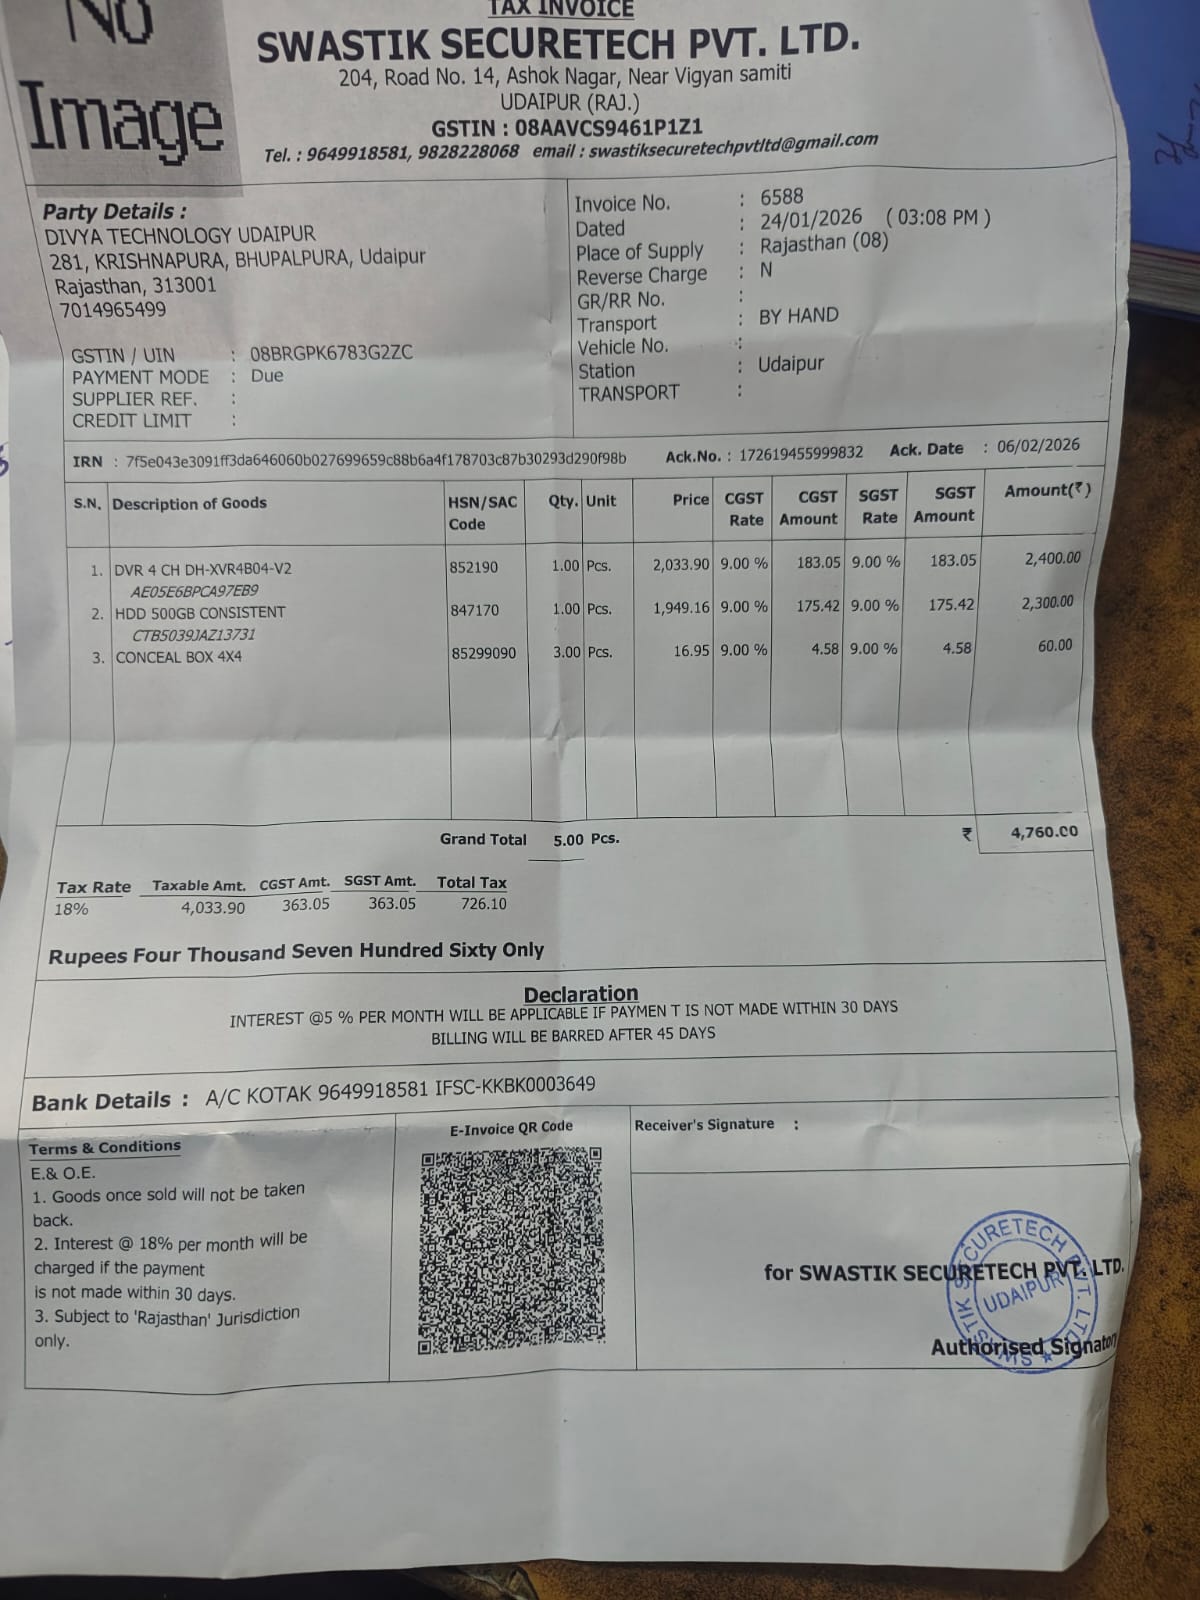 No
Image
TAX INVOICE
SWASTIK SECURETECH PVT. LTD.
204, Road No. 14, Ashok Nagar, Near Vigyan samiti
UDAIPUR (RAJ.)
GSTIN : 08AAVCS9461P1Z1
Tel. : 9649918581, 9828228068 email : swastiksecuretechpvtltd@gmail.com
Party Details :
DIVYA TECHNOLOGY UDAIPUR
281, KRISHNAPURA, BHUPALPURA, Udaipur
Rajasthan, 313001
7014965499
GSTIN / UIN : 08BRGPK6783G2ZC
PAYMENT MODE : Due
SUPPLIER REF. :
CREDIT LIMIT :
Invoice No. : 6588
Dated : 24/01/2026 ( 03:08 PM )
Place of Supply : Rajasthan (08)
Reverse Charge : N
GR/RR No. :
Transport : BY HAND
Vehicle No. :
Station : Udaipur
TRANSPORT :
IRN : 7f5e043e3091ff3da646060b027699659c88b6a4f178703c87b30293d290f98b Ack.No. : 172619455999832 Ack. Date : 06/02/2026
S.N. Description of Goods HSN/SAC Code Qty. Unit Price CGST Rate CGST Amount SGST Rate SGST Amount Amount(₹)
1. DVR 4 CH DH-XVR4B04-V2 852190 1.00 Pcs. 2,033.90 9.00 % 183.05 9.00 % 183.05 2,400.00
AE05E6BPCA97EB9
2. HDD 500GB CONSISTENT 847170 1.00 Pcs. 1,949.16 9.00 % 175.42 9.00 % 175.42 2,300.00
CTB5039JAZ13731
3. CONCEAL BOX 4X4 85299090 3.00 Pcs. 16.95 9.00 % 4.58 9.00 % 4.58 60.00
Grand Total 5.00 Pcs. ₹ 4,760.00
Tax Rate Taxable Amt. CGST Amt. SGST Amt. Total Tax
18% 4,033.90 363.05 363.05 726.10
Rupees Four Thousand Seven Hundred Sixty Only
Declaration
INTEREST @5 % PER MONTH WILL BE APPLICABLE IF PAYMEN T IS NOT MADE WITHIN 30 DAYS
BILLING WILL BE BARRED AFTER 45 DAYS
Bank Details : A/C KOTAK 9649918581 IFSC-KKBK0003649
Terms & Conditions
E.& O.E.
1. Goods once sold will not be taken
back.
2. Interest @ 18% per month will be
charged if the payment
is not made within 30 days.
3. Subject to 'Rajasthan' Jurisdiction
only.
E-Invoice QR Code
Receiver's Signature :
for SWASTIK SECURETECH PVT. LTD.
SWASTIK SECURETECH PVT. LTD.
UDAIPUR
Authorised Signatory